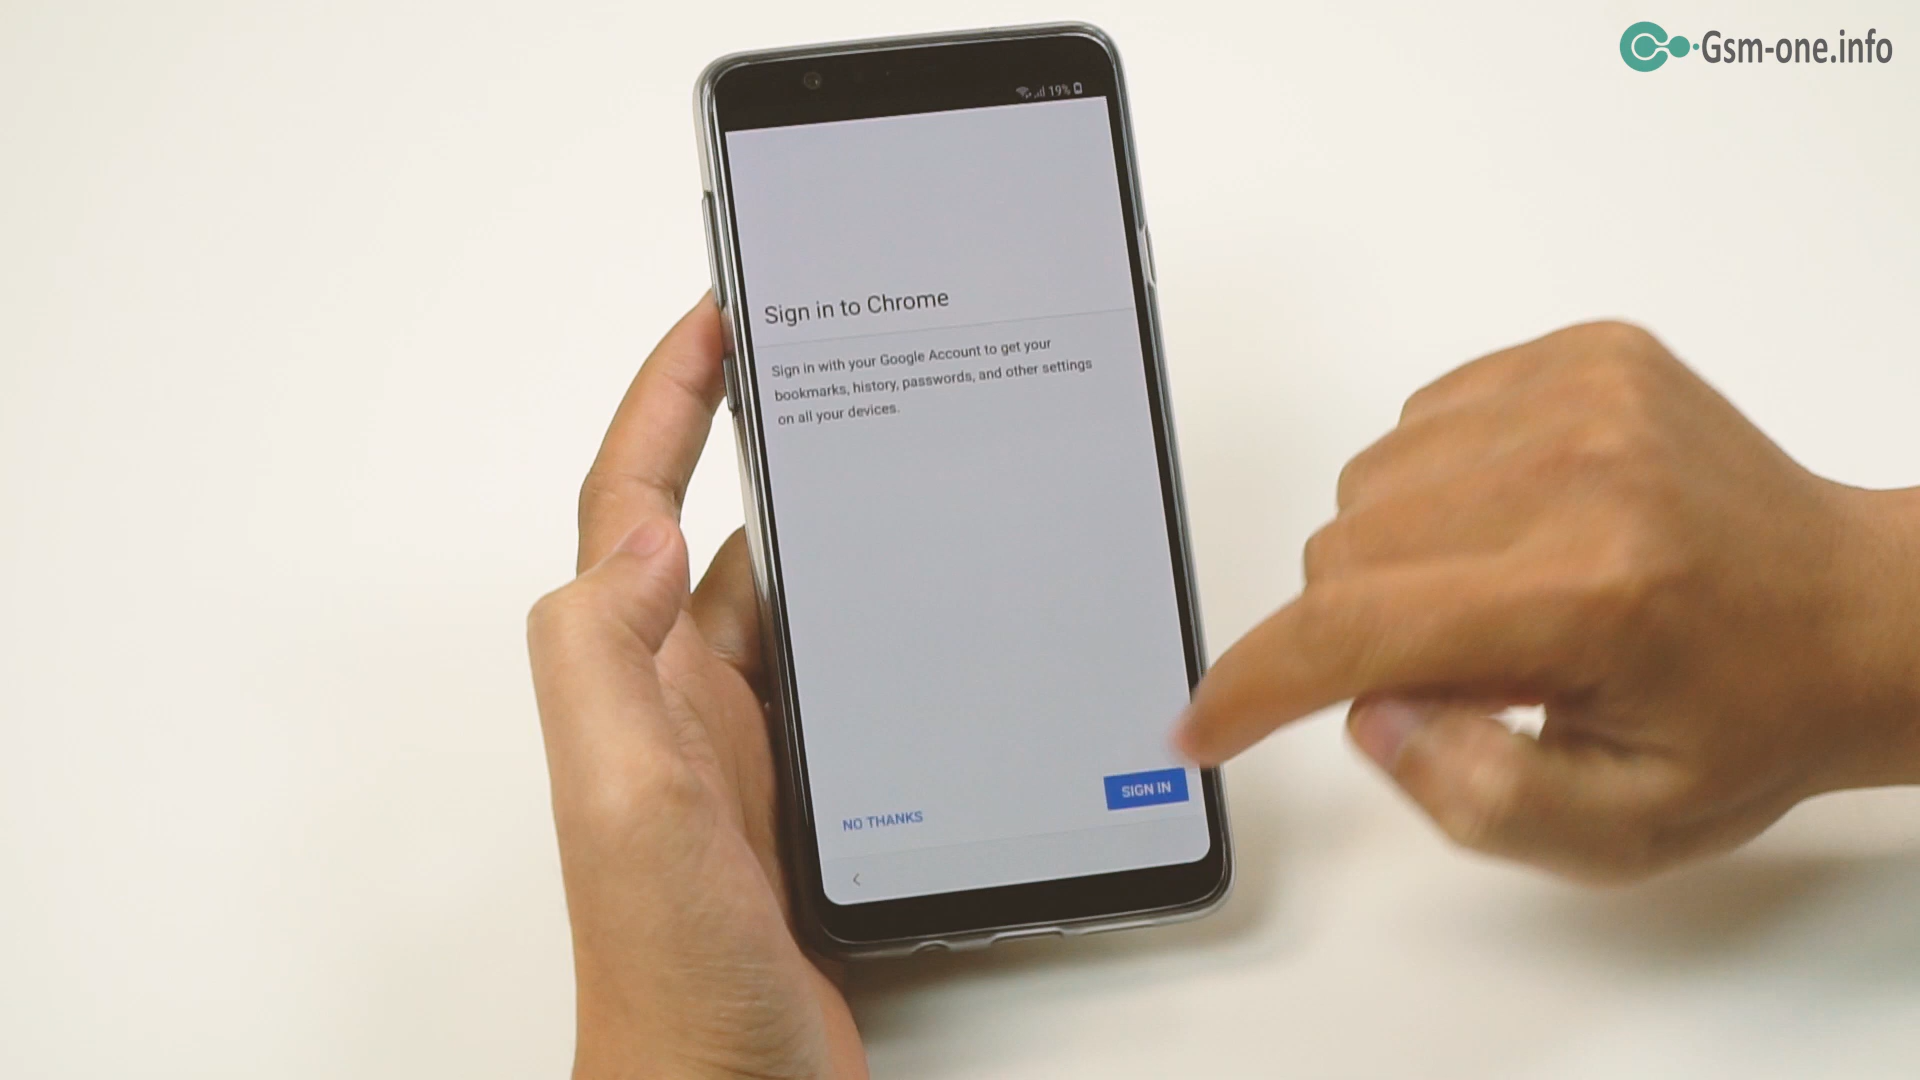 Gsm-one.info
19%
Sign in to Chrome
Sign in with your Google Account to get your
bookmarks, history, passwords, and other settings
on all your devices.
SIGN IN
NO THANKS